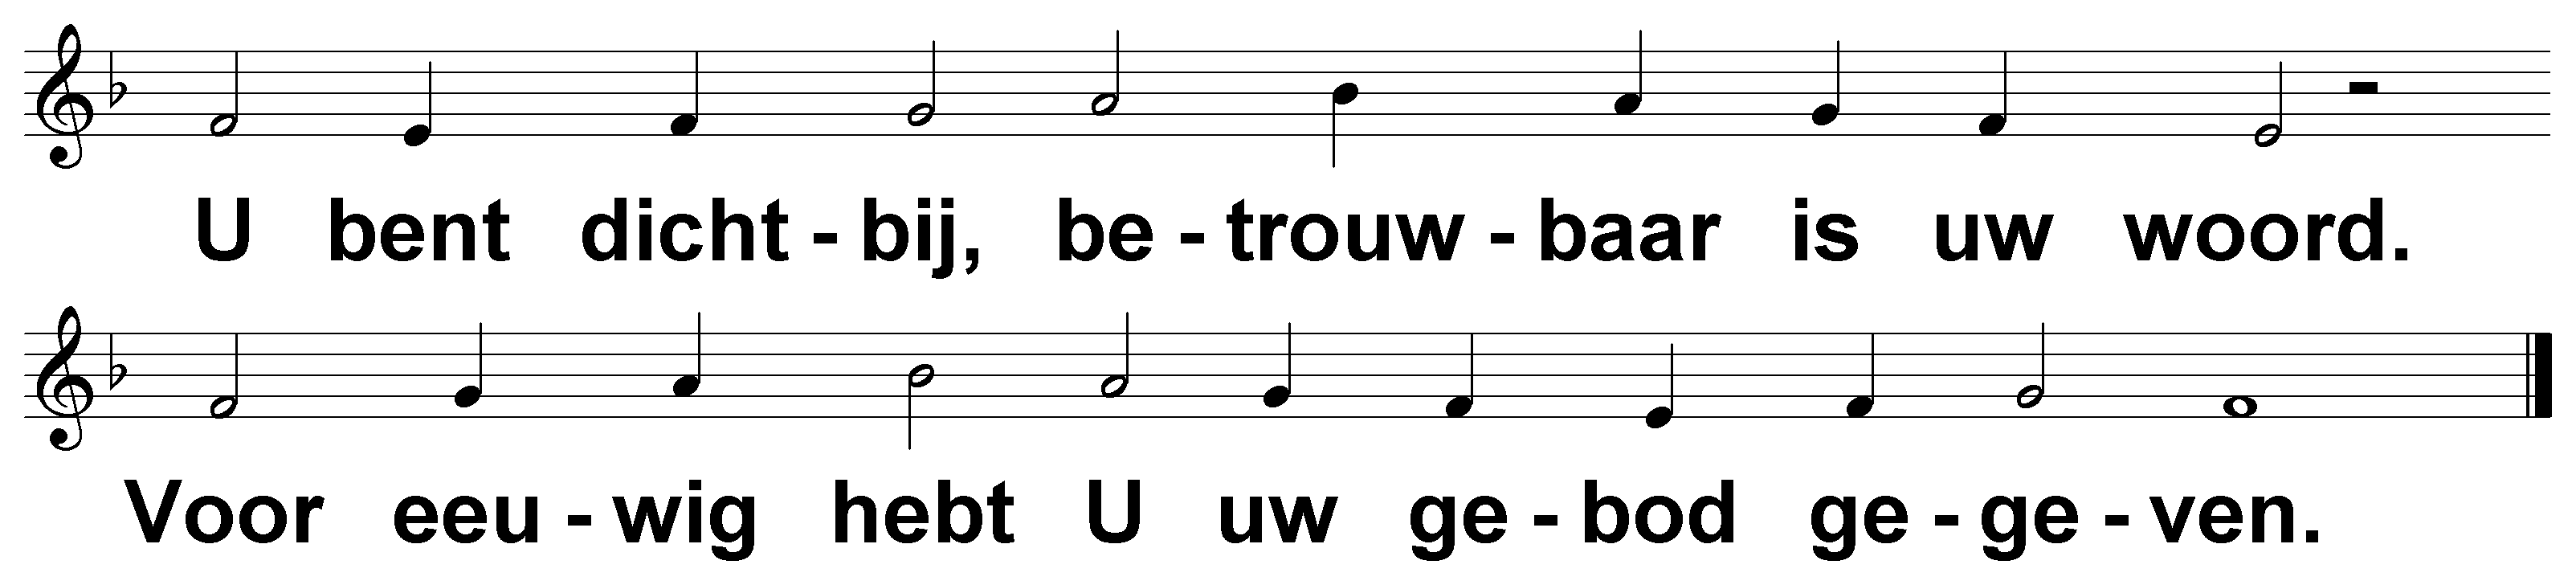 U bent dicht - bij, be - trouw - baar is uw woord.
Voor eeu - wig hebt U uw ge - bod ge - ge - ven.